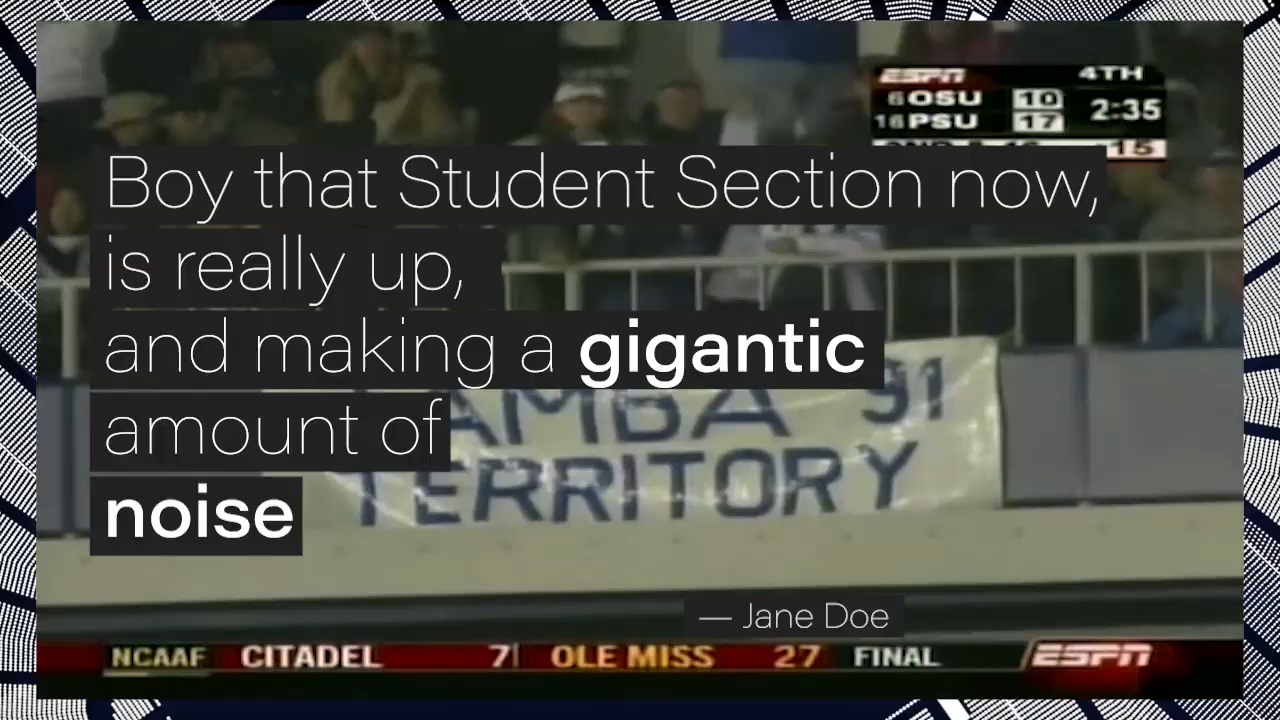 ESPN 4TH
6 OSU 10 2:35
16 PSU 17
:15
Boy that Student Section now,
is really up,
and making a gigantic
amount of
noise
AMBA 91
TERRITORY
— Jane Doe
NCAAF CITADEL 7 OLE MISS 27 FINAL ESPN